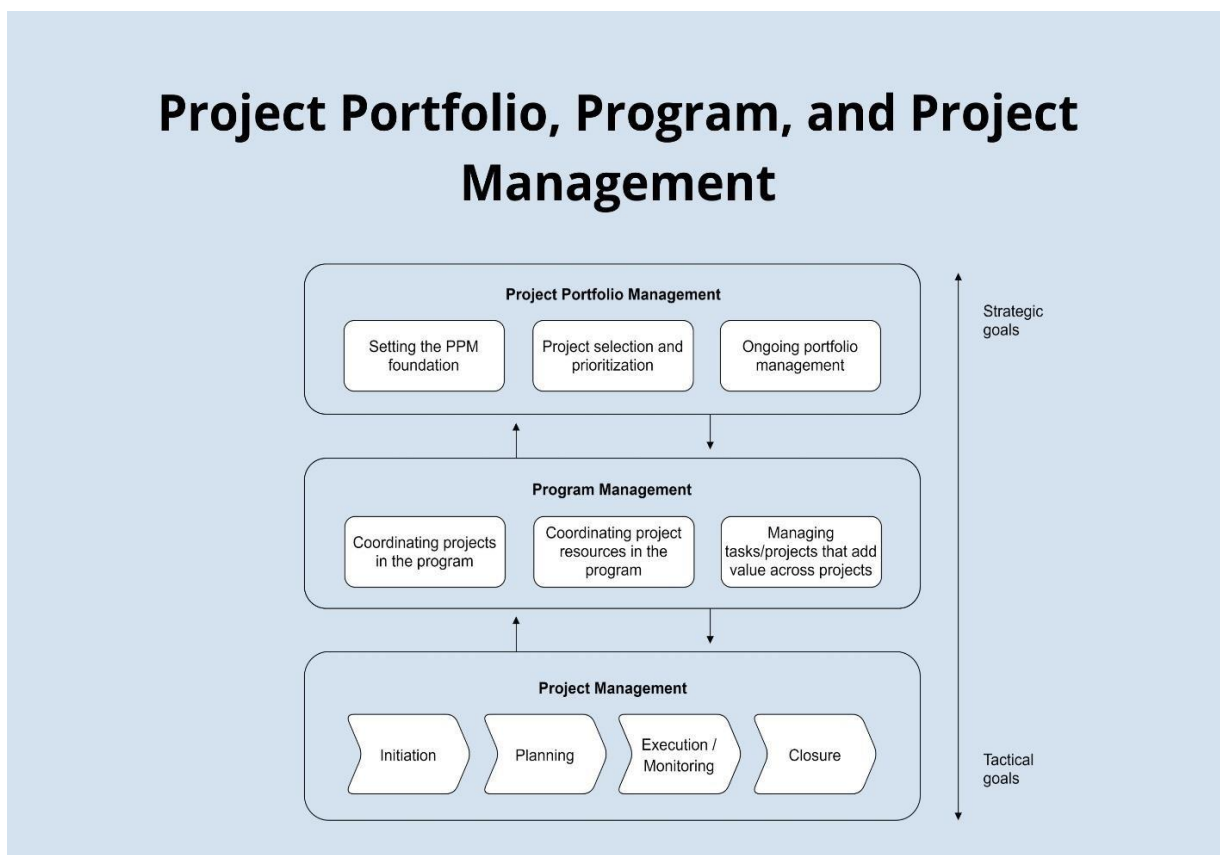 Project Portfolio, Program, and Project
Management
Project Portfolio Management
Setting the PPM
foundation
Project selection and
prioritization
Ongoing portfolio
management
Strategic
goals
Program Management
Coordinating projects
in the program
Coordinating project
resources in the
program
Managing
tasks/projects that add
value across projects
Project Management
Initiation
Planning
Execution /
Monitoring
Closure
Tactical
goals